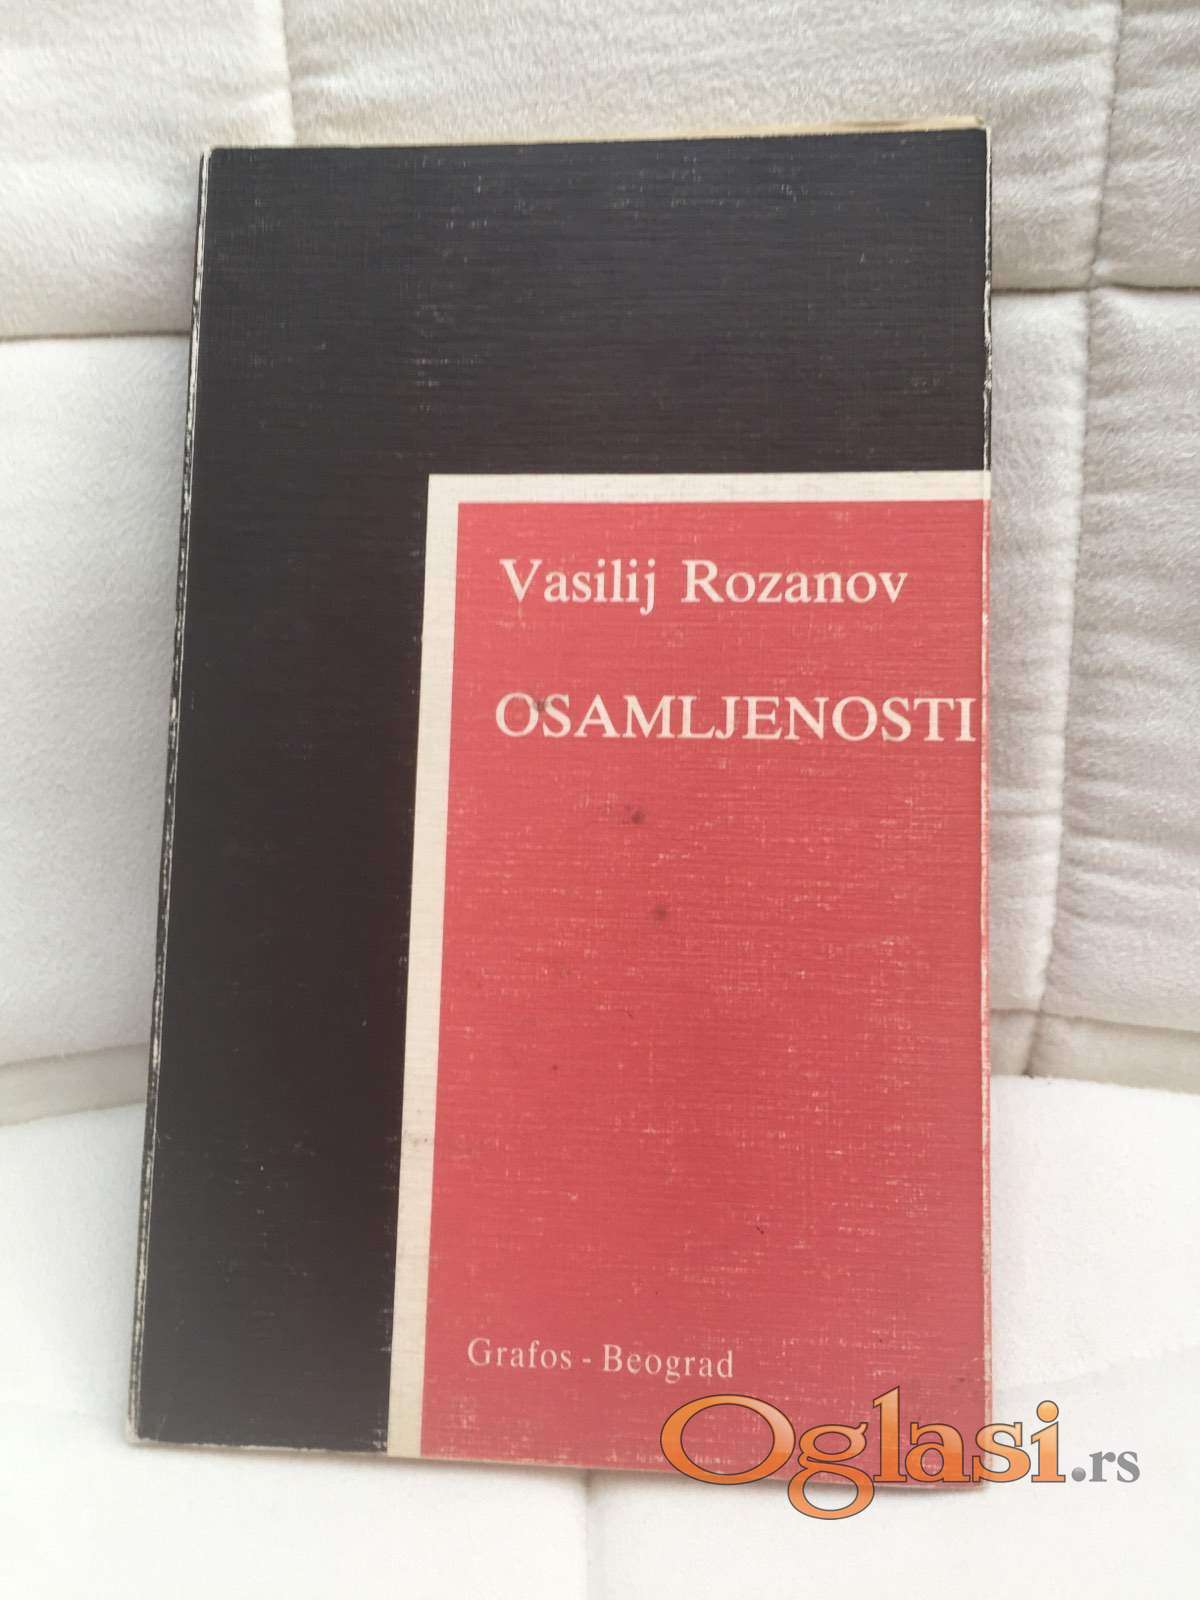 Vasilij Rozanov
OSAMLJENOSTI
Grafos - Beograd
Oglasi.rs